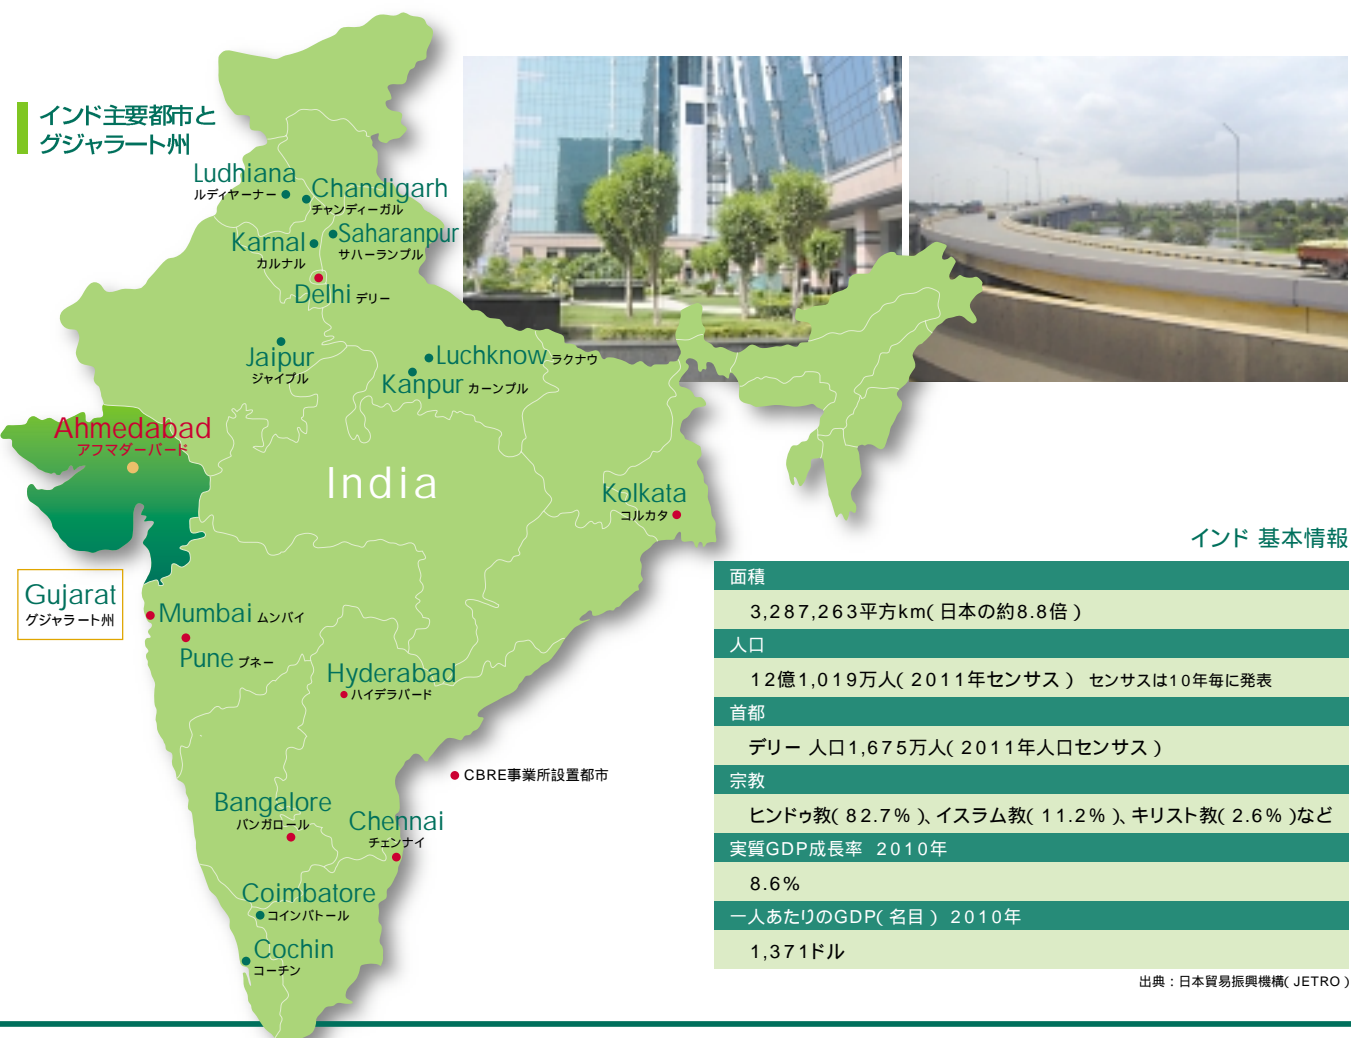 インド主要都市と
グジャラート州
Ludhiana
ルディヤーナー
Chandigarh
チャンディーガル
Karnal
カルナル
Saharanpur
サハーランプル
Delhi デリー
Jaipur
ジャイプル
Luchknow ラクナウ
Kanpur カーンプル
Ahmedabad
アフマダーバード
India
Kolkata
コルカタ
Gujarat
グジャラート州
Mumbai ムンバイ
Pune プネー
Hyderabad
ハイデラバード
CBRE事業所設置都市
Bangalore
バンガロール
Chennai
チェンナイ
Coimbatore
コインバトール
Cochin
コーチン
インド 基本情報
面積
3,287,263平方km(日本の約8.8倍)
人口
12億1,019万人(2011年センサス) センサスは10年毎に発表
首都
デリー 人口1,675万人(2011年人口センサス)
宗教
ヒンドゥ教(82.7%)、イスラム教(11.2%)、キリスト教(2.6%)など
実質GDP成長率 2010年
8.6%
一人あたりのGDP(名目) 2010年
1,371ドル
出典:日本貿易振興機構(JETRO)